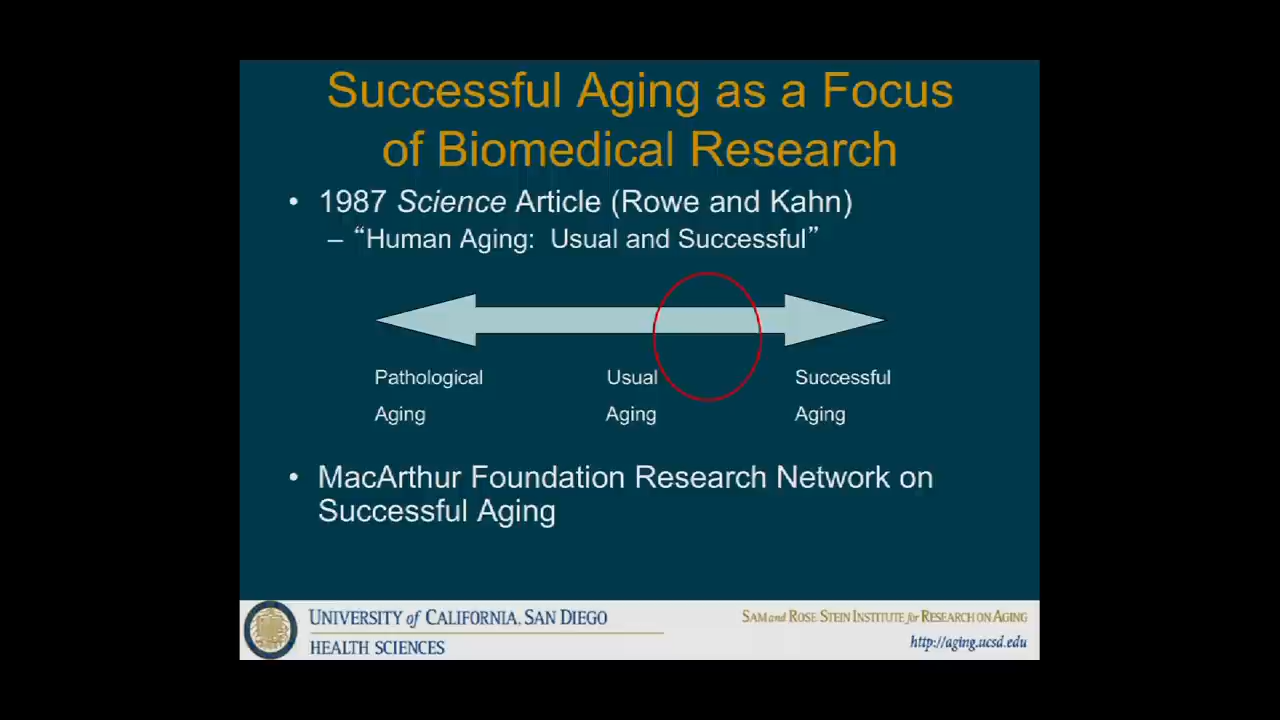 Successful Aging as a Focus
of Biomedical Research
• 1987 Science Article (Rowe and Kahn)
– “Human Aging:  Usual and Successful”
Pathological
Aging
Usual
Aging
Successful
Aging
• MacArthur Foundation Research Network on
Successful Aging
UNIVERSITY of CALIFORNIA, SAN DIEGO
HEALTH SCIENCES
SAM and ROSE STEIN INSTITUTE for RESEARCH ON AGING
http://aging.ucsd.edu